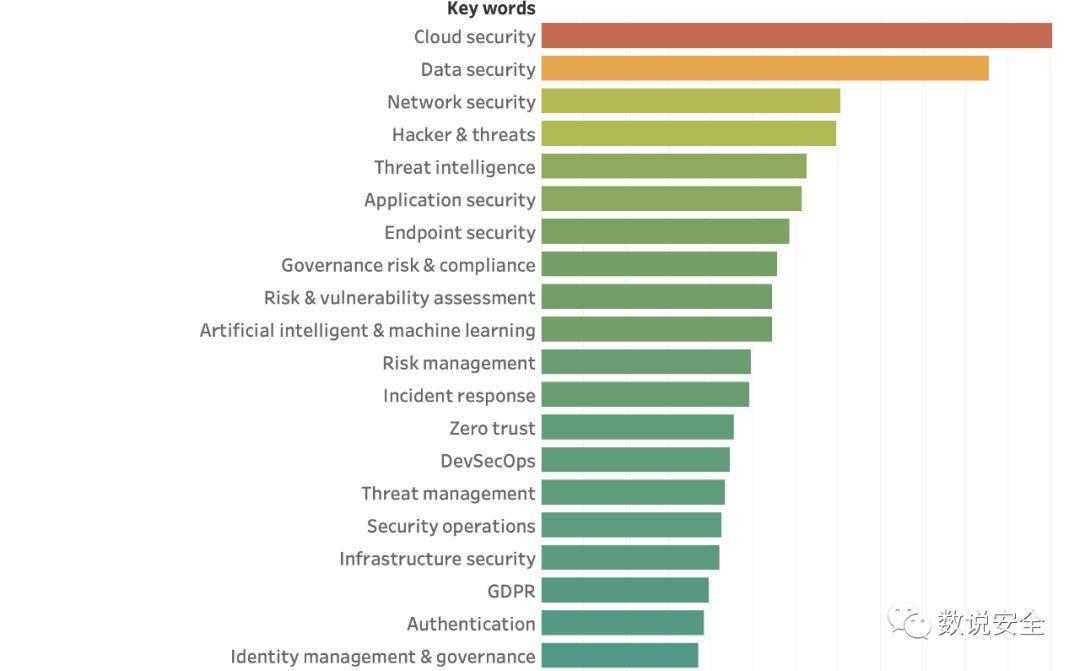 Key words
Cloud security
Data security
Network security
Hacker & threats
Threat intelligence
Application security
Endpoint security
Governance risk & compliance
Risk & vulnerability assessment
Artificial intelligent & machine learning
Risk management
Incident response
Zero trust
DevSecOps
Threat management
Security operations
Infrastructure security
GDPR
Authentication
Identity management & governance
数说安全